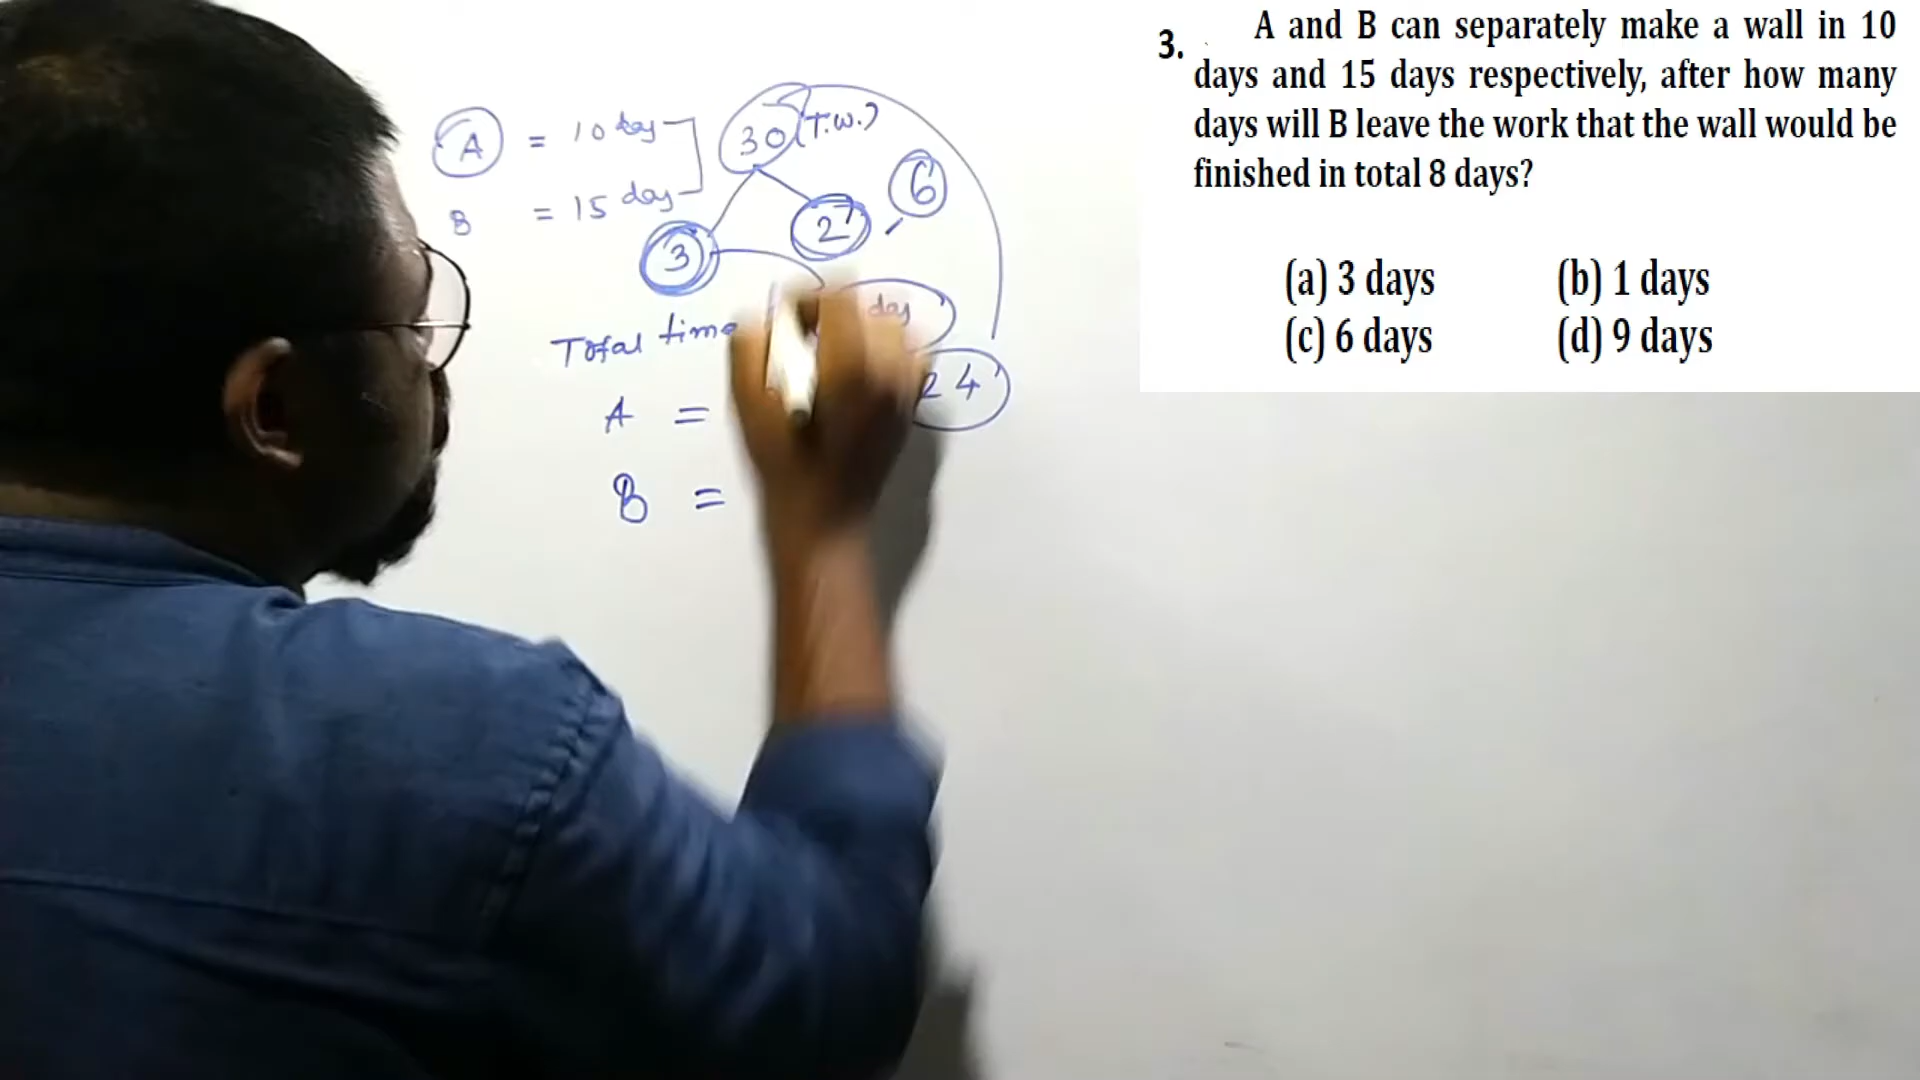 A = 10 day
30 (T.W.)
B = 15 day
3
2
6
Total time
day
A =
24
B =
3. A and B can separately make a wall in 10
days and 15 days respectively, after how many
days will B leave the work that the wall would be
finished in total 8 days?
(a) 3 days (b) 1 days
(c) 6 days (d) 9 days